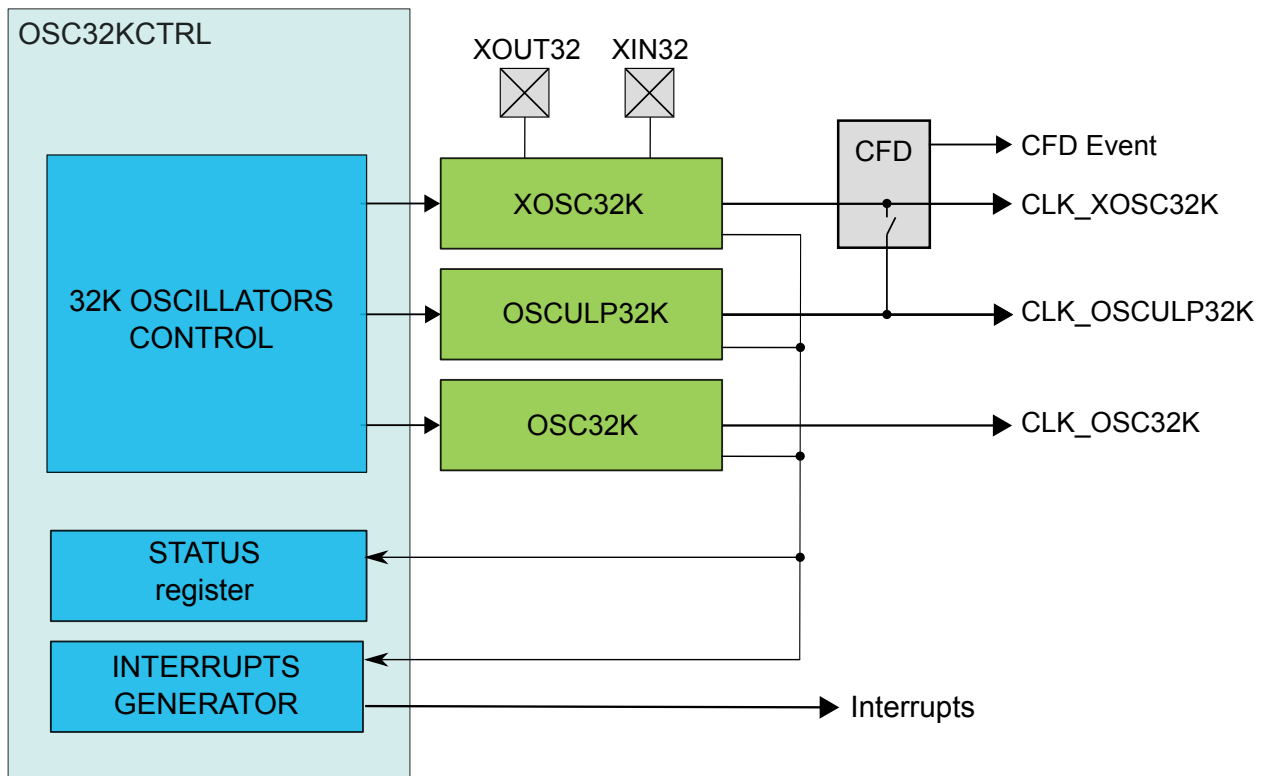 OSC32KCTRL
XOUT32
XIN32
CFD
CFD Event
XOSC32K
CLK_XOSC32K
32K OSCILLATORS
CONTROL
OSCULP32K
CLK_OSCULP32K
OSC32K
CLK_OSC32K
STATUS
register
INTERRUPTS
GENERATOR
Interrupts